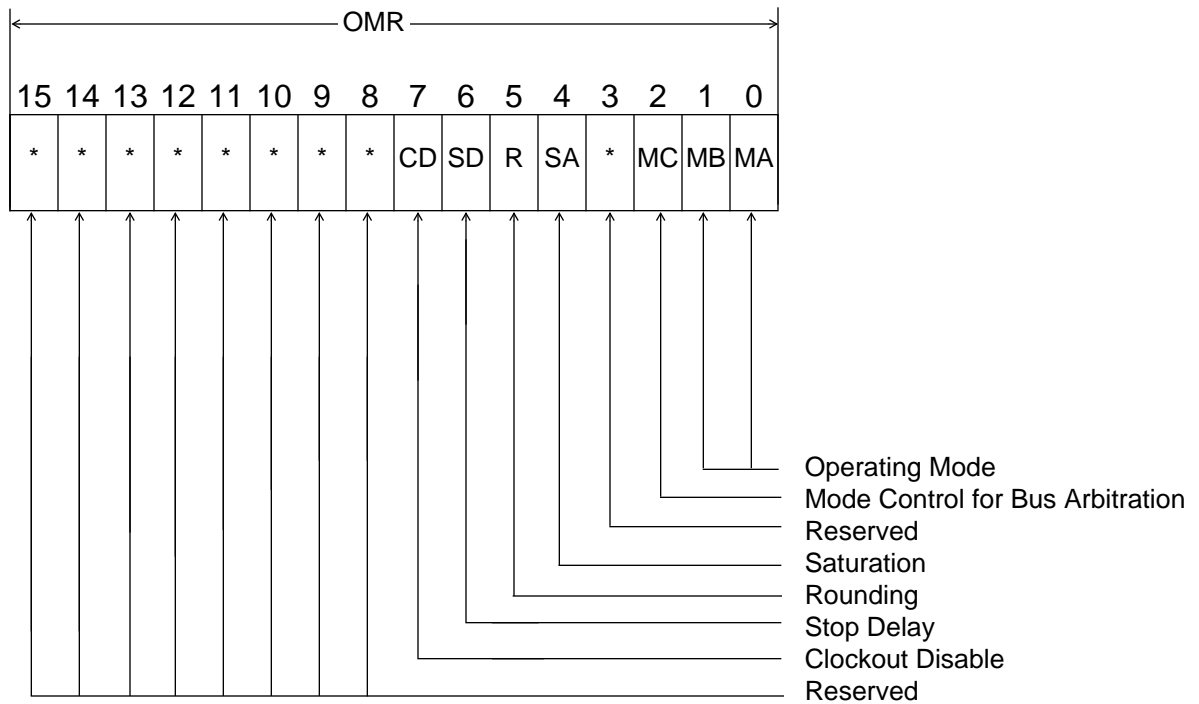 OMR
15 14 13 12 11 10 9 8 7 6 5 4 3 2 1 0
* * * * * * * * CD SD R SA * MC MB MA
Operating Mode
Mode Control for Bus Arbitration
Reserved
Saturation
Rounding
Stop Delay
Clockout Disable
Reserved